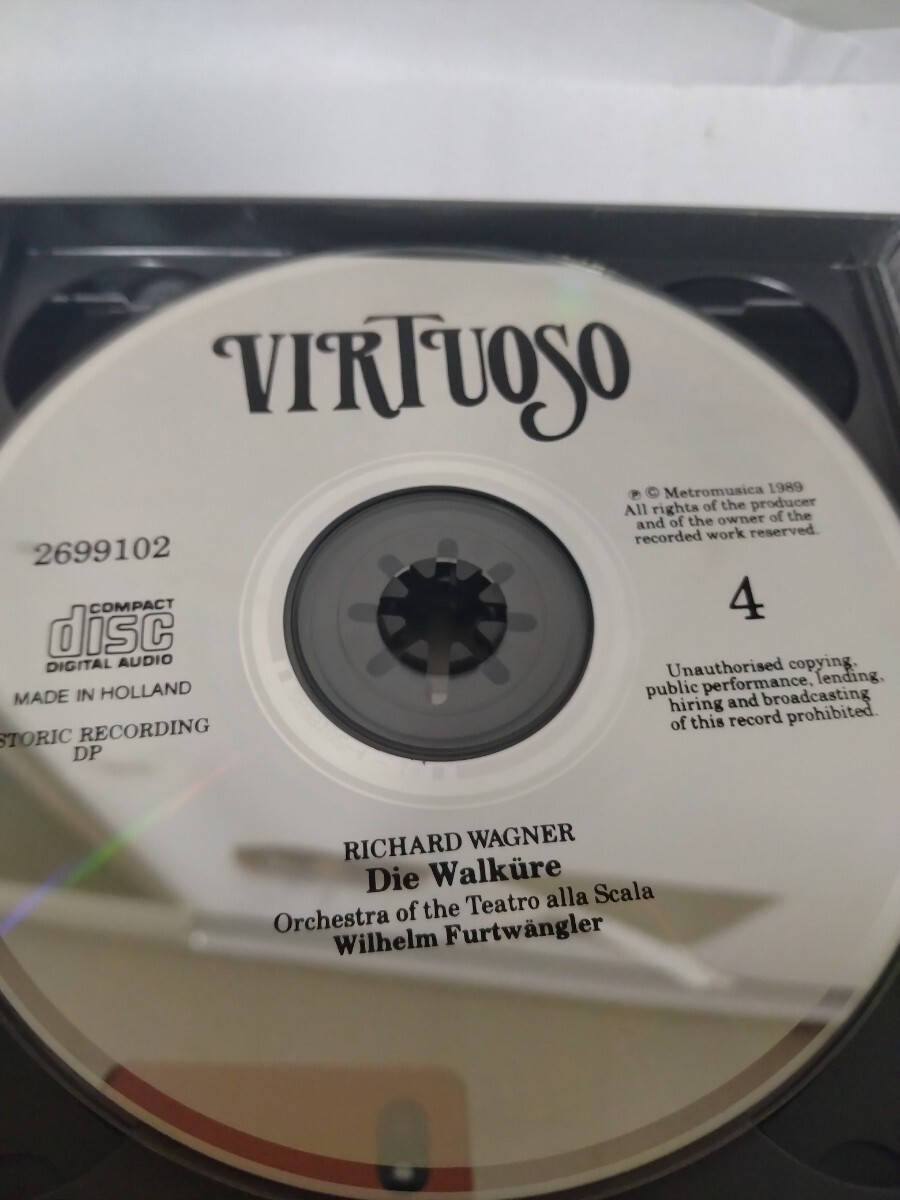 VIRTUOSO
℗ © Metromusica 1989
All rights of the producer
and of the owner of the
recorded work reserved.
2699102
COMPACT
disc
DIGITAL AUDIO
MADE IN HOLLAND
STORIC RECORDING
DP
4
Unauthorised copying,
public performance, lending,
hiring and broadcasting
of this record prohibited.
RICHARD WAGNER
Die Walküre
Orchestra of the Teatro alla Scala
Wilhelm Furtwängler